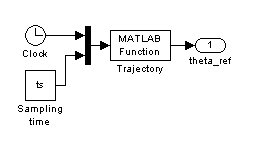 Clock
ts
Sampling
time
MATLAB
Function
Trajectory
1
theta_ref